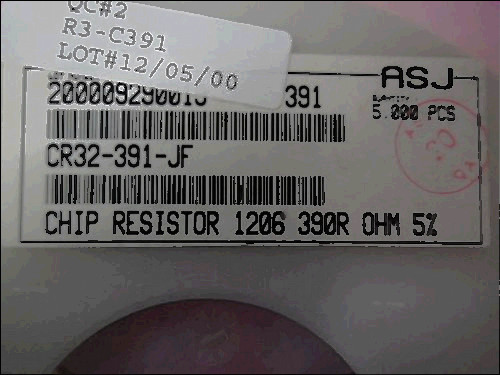 QC#2
R3-C391
LOT#12/05/00
ASJ
391
5.000 PCS
CR32-391-JF
CHIP RESISTOR 1206 390R OHM 5%